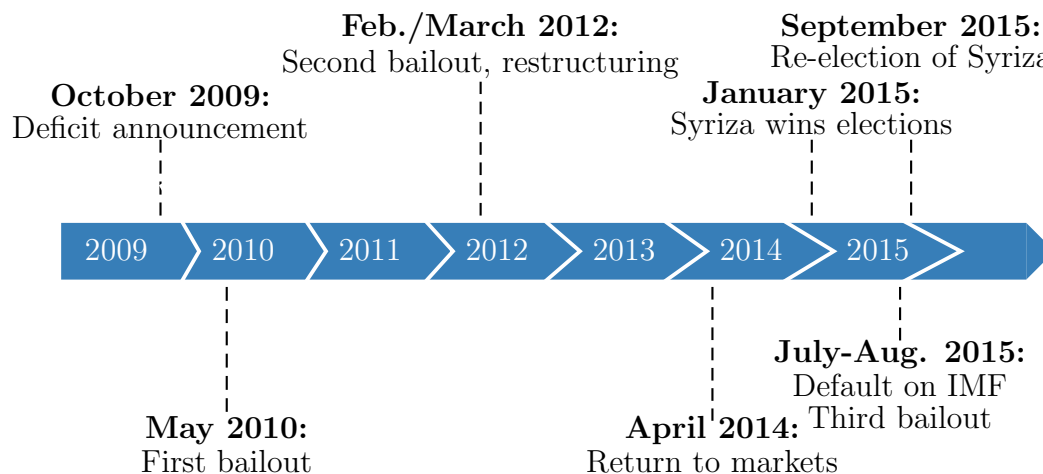 Feb./March 2012:
Second bailout, restructuring
September 2015:
Re-election of Syriza
October 2009:
Deficit announcement
January 2015:
Syriza wins elections
2009
2010
2011
2012
2013
2014
2015
July-Aug. 2015:
Default on IMF
Third bailout
May 2010:
First bailout
April 2014:
Return to markets